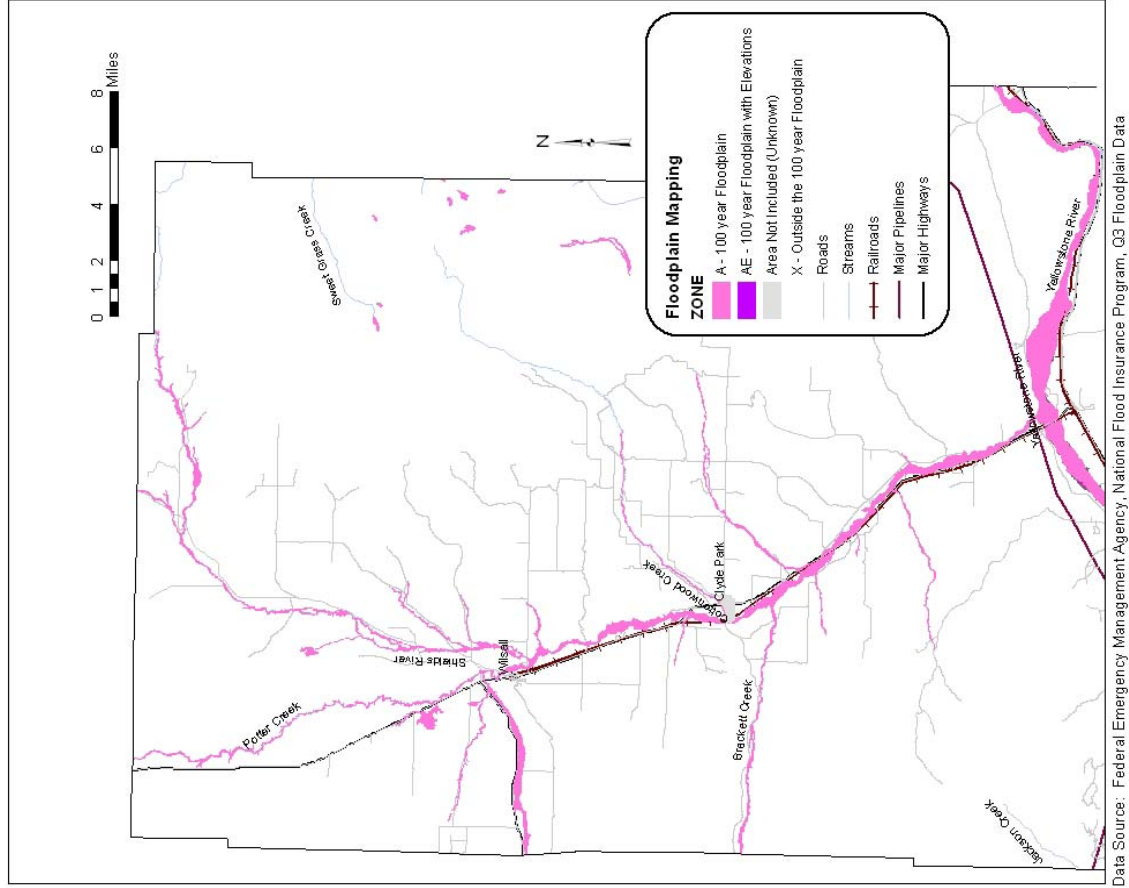 0 1 2 4 6 8
Miles
N
Sweet Grass Creek
Floodplain Mapping
ZONE
A - 100 year Floodplain
AE - 100 year Floodplain with Elevations
Area Not Included (Unknown)
X - Outside the 100 year Floodplain
Roads
Streams
Railroads
Major Pipelines
Major Highways
Potter Creek
Shields River
Wilsall
Cottonwood Creek
Clyde Park
Brackett Creek
Yellowstone River
Yellowstone River
Jackson Creek
Data Source: Federal Emergency Management Agency, National Flood Insurance Program, Q3 Floodplain Data